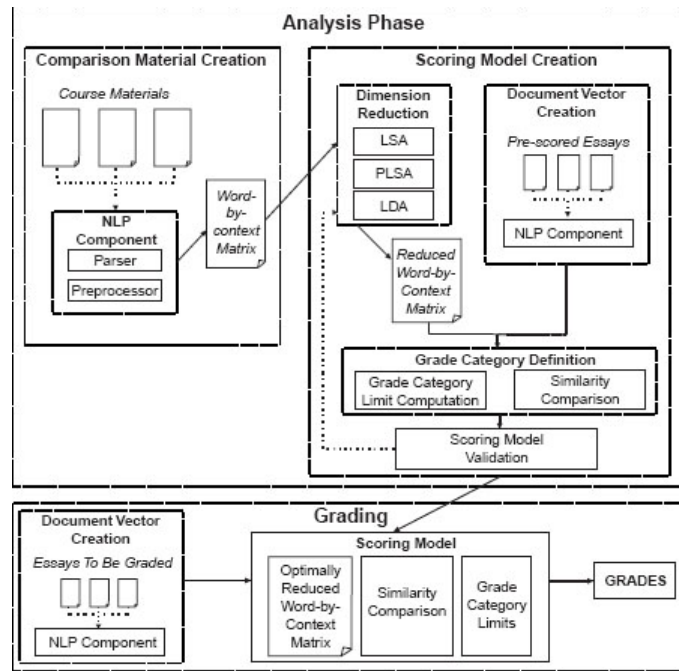 Analysis Phase
Comparison Material Creation
Course Materials
NLP
Component
Parser
Preprocessor
Word-
by-
context
Matrix
Scoring Model Creation
Dimension
Reduction
LSA
PLSA
LDA
Document Vector
Creation
Pre-scored Essays
NLP Component
Reduced
Word-by-
Context
Matrix
Grade Category Definition
Grade Category
Limit Computation
Similarity
Comparison
Scoring Model
Validation
Grading
Document Vector
Creation
Essays To Be Graded
NLP Component
Scoring Model
Optimally
Reduced
Word-by-
Context
Matrix
Similarity
Comparison
Grade
Category
Limits
GRADES